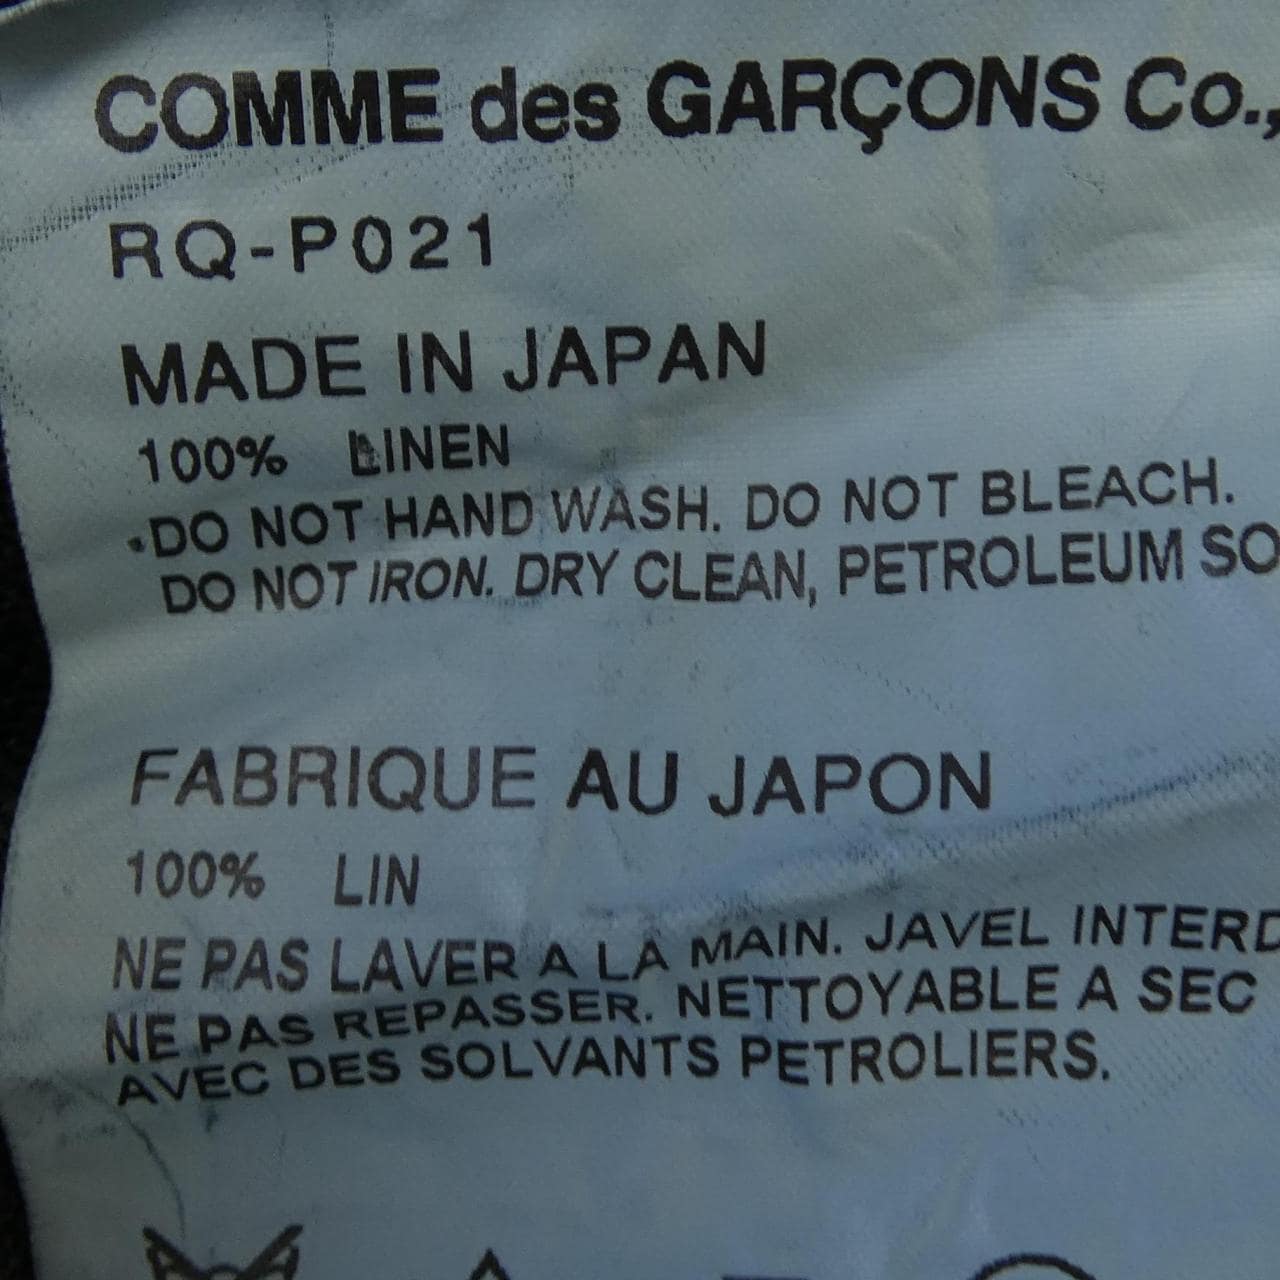 COMME des GARÇONS Co.,
RQ-P021
MADE IN JAPAN
100% LINEN
DO NOT HAND WASH. DO NOT BLEACH.
DO NOT IRON. DRY CLEAN, PETROLEUM SO
FABRIQUE AU JAPON
100% LIN
NE PAS LAVER A LA MAIN. JAVEL INTERD
NE PAS REPASSER. NETTOYABLE A SEC
AVEC DES SOLVANTS PETROLIERS.